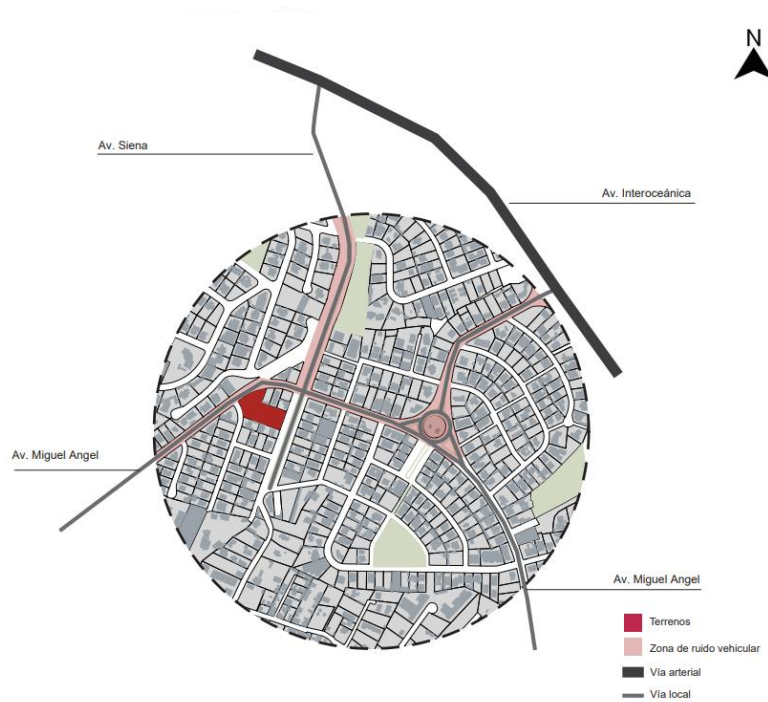 N
Av. Siena
Av. Interoceánica
Av. Miguel Angel
Av. Miguel Angel
Terrenos
Zona de ruido vehicular
Vía arterial
Vía local